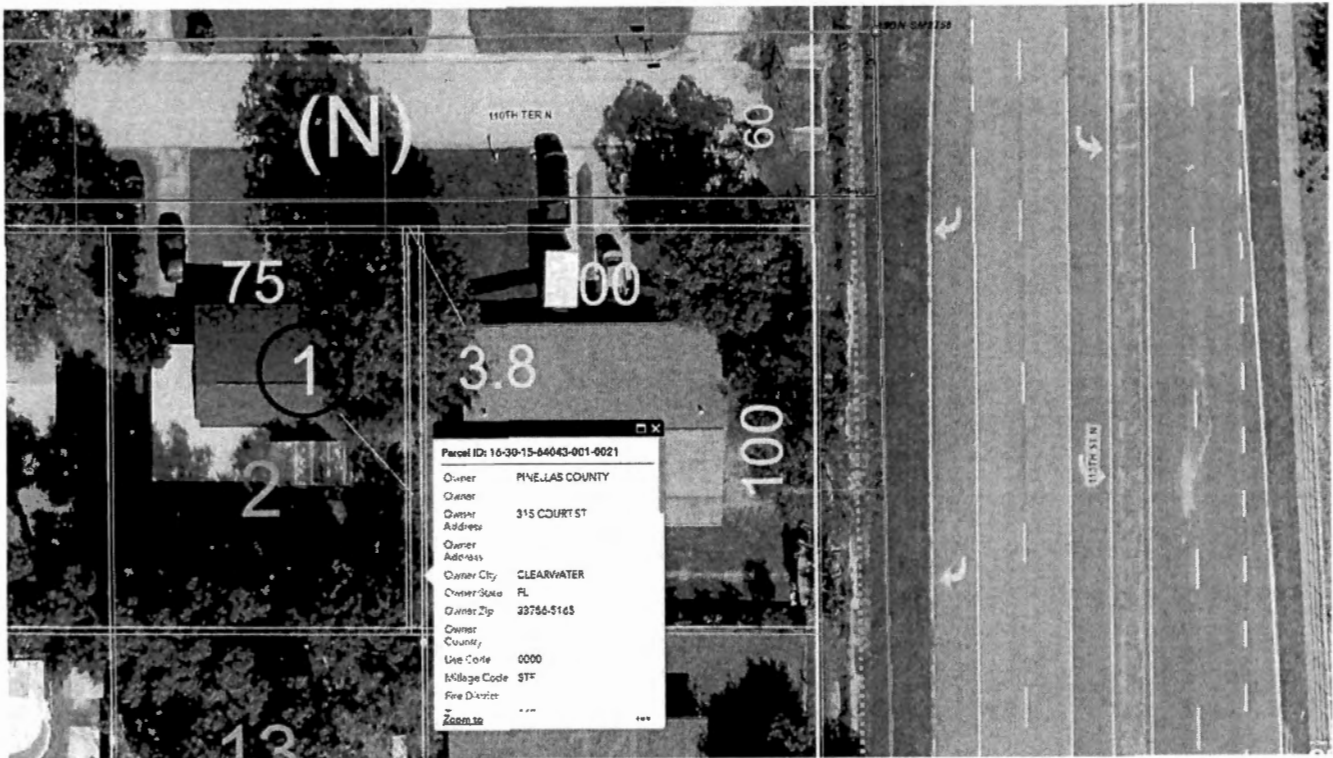 (N)
110TH TER N
60
75
00
1
3.8
100
2
13
113TH ST N
Parcel ID: 16-30-15-64043-001-0021
Owner PINELLAS COUNTY
Owner
Owner Address 315 COURT ST
Owner Address
Owner City CLEARWATER
Owner State FL
Owner Zip 33756-5165
Owner Country
Use Code 0000
Millage Code STF
Fire District
Zoom to